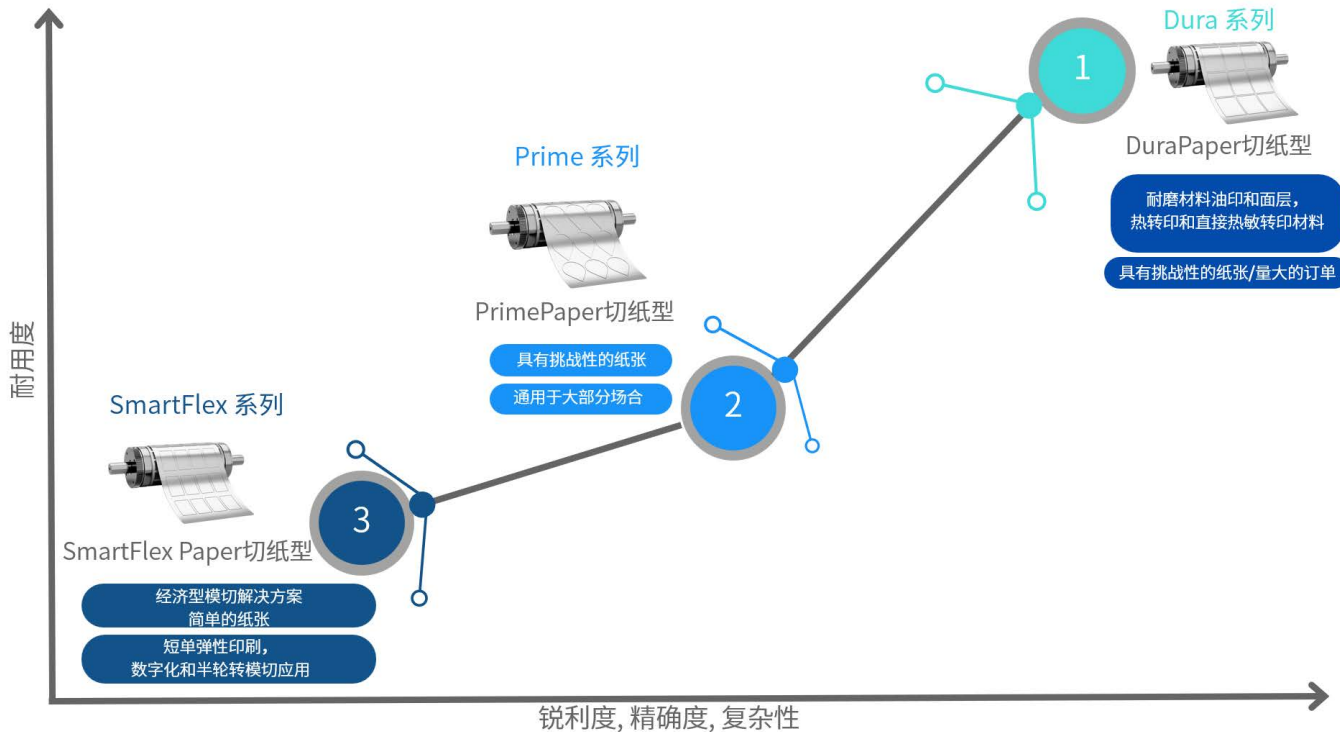 Dura 系列
1
DuraPaper切纸型
耐磨材料油印和面层，
热转印和直接热敏转印材料
具有挑战性的纸张/量大的订单
Prime 系列
PrimePaper切纸型
具有挑战性的纸张
通用于大部分场合
2
SmartFlex 系列
3
SmartFlex Paper切纸型
经济型模切解决方案
简单的纸张
短单弹性印刷，
数字化和半轮转模切应用
耐用度
锐利度, 精确度, 复杂性